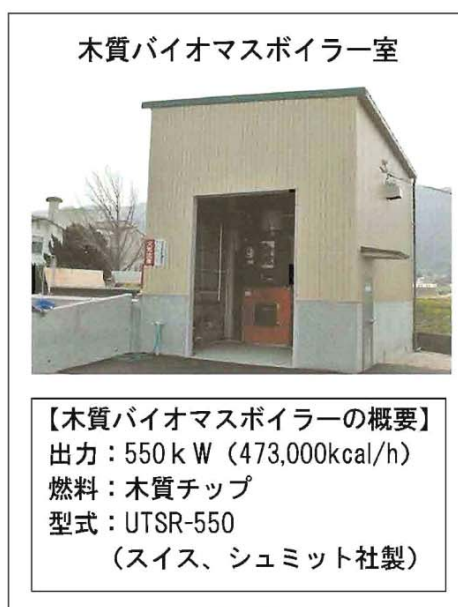 木質バイオマスボイラー室
【木質バイオマスボイラーの概要】
出力：550ｋW（473,000kcal/h）
燃料：木質チップ
型式：UTSR-550
（スイス、シュミット社製）